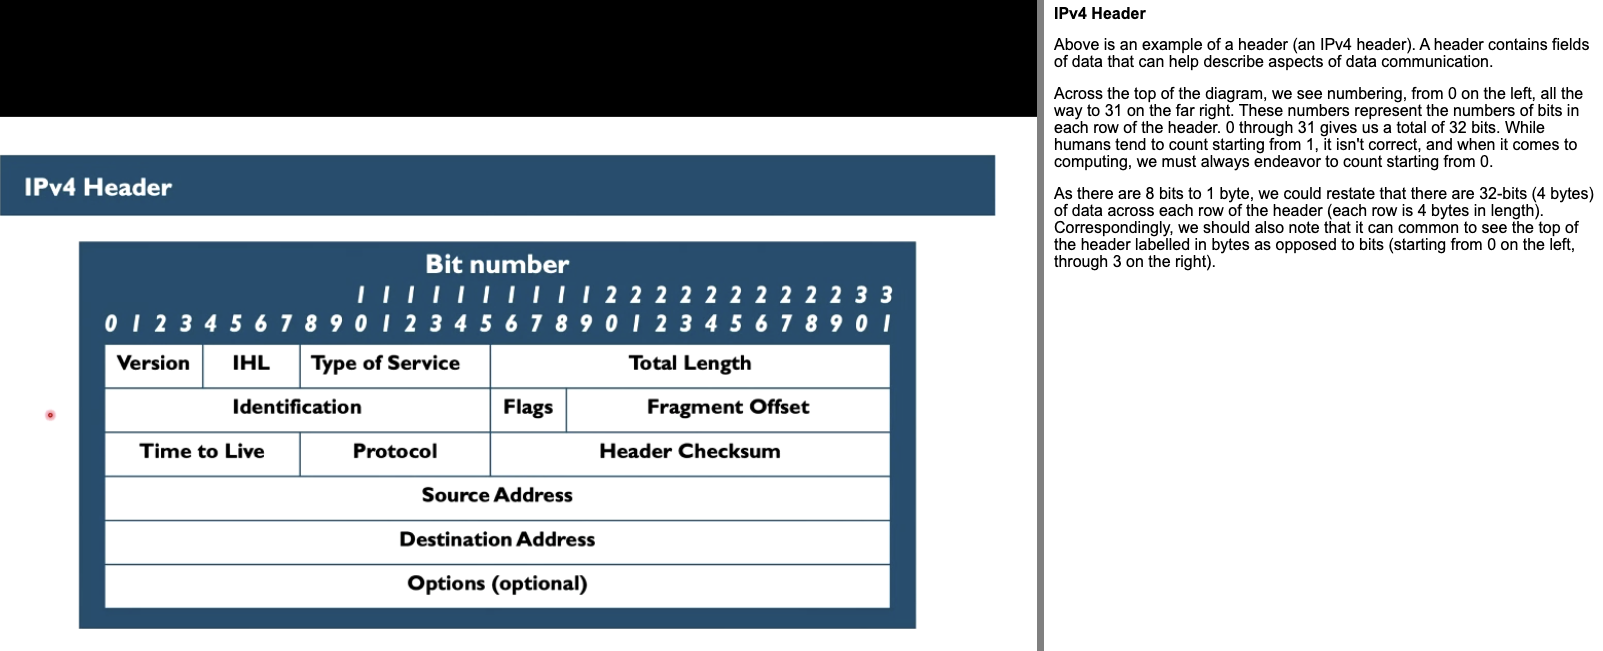 IPv4 Header
Bit number
1 1 1 1 1 1 1 1 1 1 2 2 2 2 2 2 2 2 2 2 3 3
0 1 2 3 4 5 6 7 8 9 0 1 2 3 4 5 6 7 8 9 0 1 2 3 4 5 6 7 8 9 0 1
Version IHL Type of Service Total Length
Identification Flags Fragment Offset
Time to Live Protocol Header Checksum
Source Address
Destination Address
Options (optional)
IPv4 Header
Above is an example of a header (an IPv4 header). A header contains fields
of data that can help describe aspects of data communication.
Across the top of the diagram, we see numbering, from 0 on the left, all the
way to 31 on the far right. These numbers represent the numbers of bits in
each row of the header. 0 through 31 gives us a total of 32 bits. While
humans tend to count starting from 1, it isn't correct, and when it comes to
computing, we must always endeavor to count starting from 0.
As there are 8 bits to 1 byte, we could restate that there are 32-bits (4 bytes)
of data across each row of the header (each row is 4 bytes in length).
Correspondingly, we should also note that it can common to see the top of
the header labelled in bytes as opposed to bits (starting from 0 on the left,
through 3 on the right).